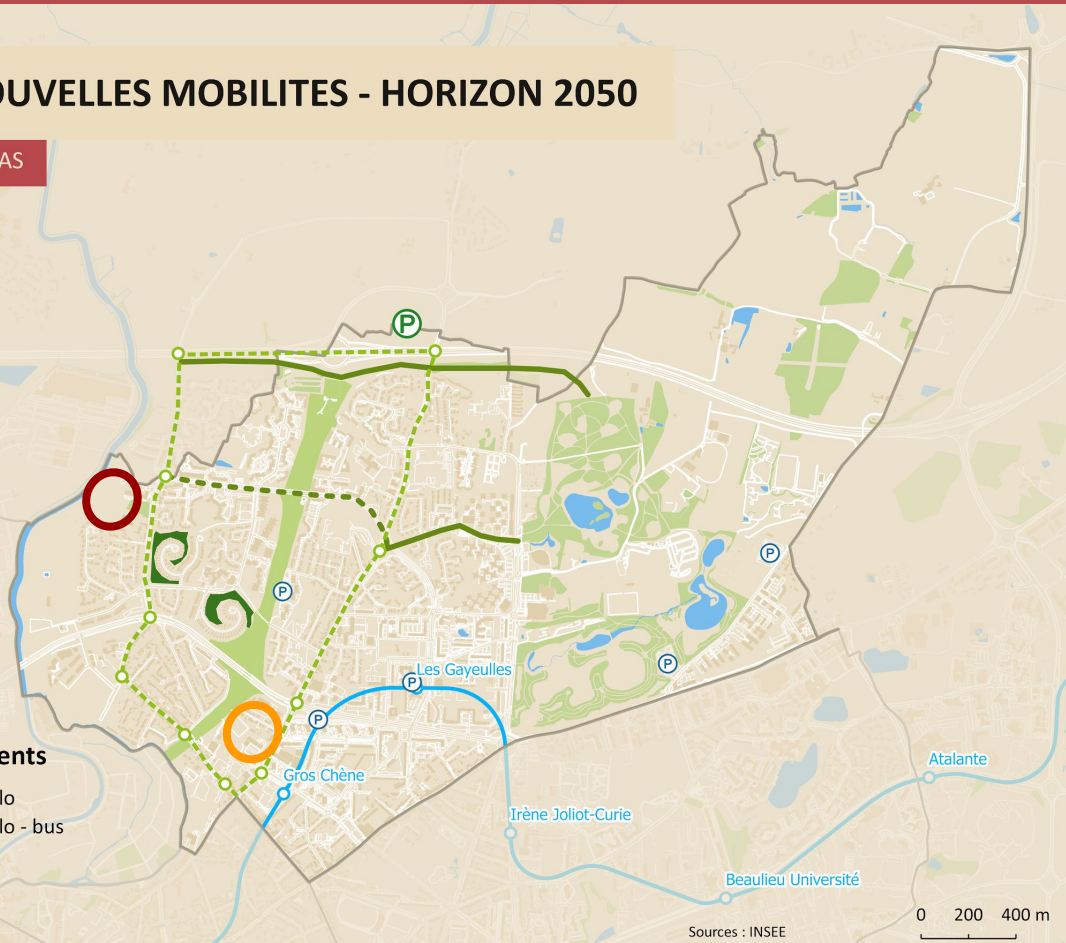 OUVELLES MOBILITES - HORIZON 2050
AS
P
P
P
Les Gayeulles
P
P
P
ents
Atalante
Gros Chène
lo
lo - bus
Irène Joliot-Curie
Beaulieu Université
0 200 400 m
Sources : INSEE